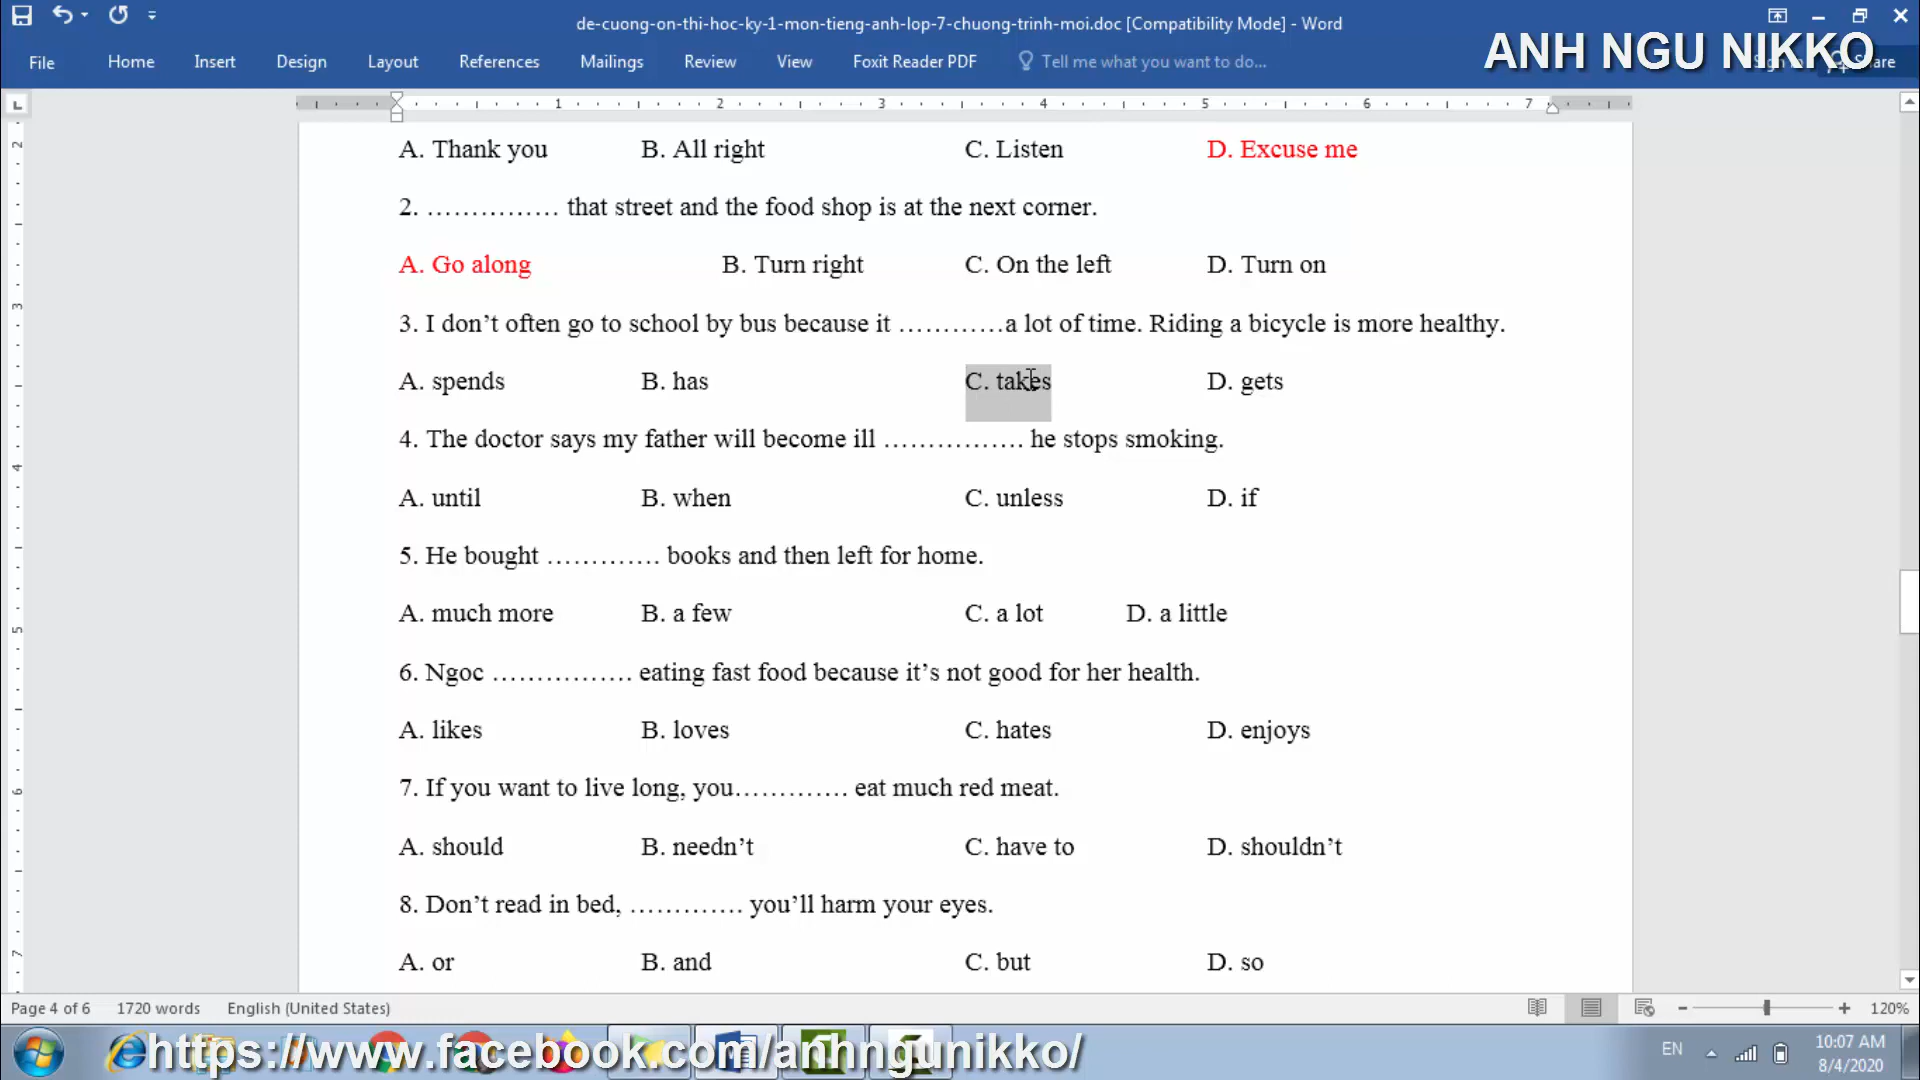 de-cuong-on-thi-hoc-ky-1-mon-tieng-anh-lop-7-chuong-trinh-moi.doc [Compatibility Mode] - Word
ANH NGU NIKKO
File Home Insert Design Layout References Mailings Review View Foxit Reader PDF Tell me what you want to do...
1 2 3 4 5 6 7
A. Thank you B. All right C. Listen D. Excuse me
2. …………… that street and the food shop is at the next corner.
A. Go along B. Turn right C. On the left D. Turn on
3. I don’t often go to school by bus because it …………a lot of time. Riding a bicycle is more healthy.
A. spends B. has C. takes D. gets
4. The doctor says my father will become ill ……………. he stops smoking.
A. until B. when C. unless D. if
5. He bought …………. books and then left for home.
A. much more B. a few C. a lot D. a little
6. Ngoc ……………. eating fast food because it’s not good for her health.
A. likes B. loves C. hates D. enjoys
7. If you want to live long, you…………. eat much red meat.
A. should B. needn’t C. have to D. shouldn’t
8. Don’t read in bed, …………. you’ll harm your eyes.
A. or B. and C. but D. so
Page 4 of 6 1720 words English (United States) 120%
https://www.facebook.com/anhngunikko/
EN 10:07 AM
8/4/2020